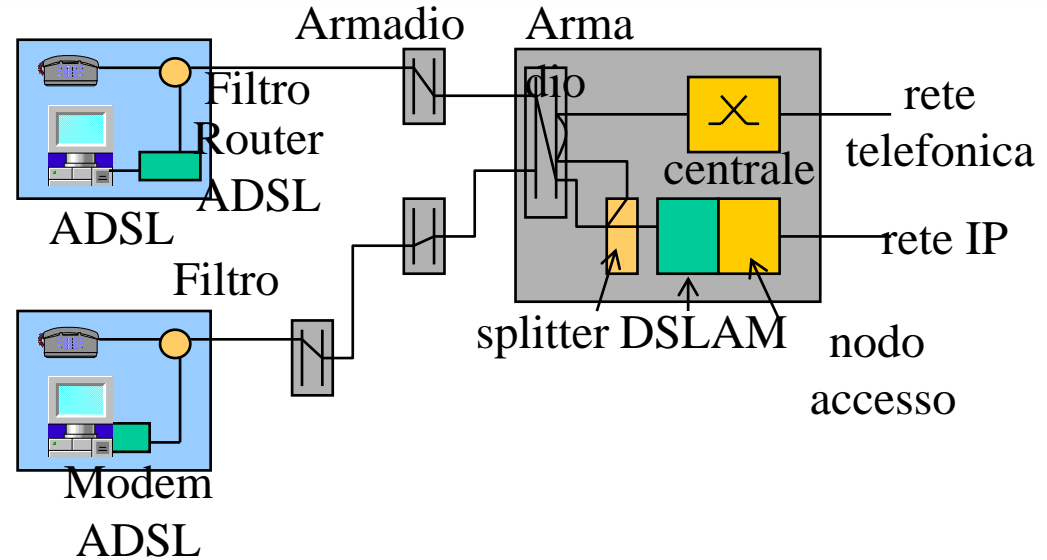 Armadio
Arma
dio
Filtro
Router
ADSL
ADSL
centrale
rete
telefonica
rete IP
Filtro
splitter
DSLAM
nodo
accesso
Modem
ADSL